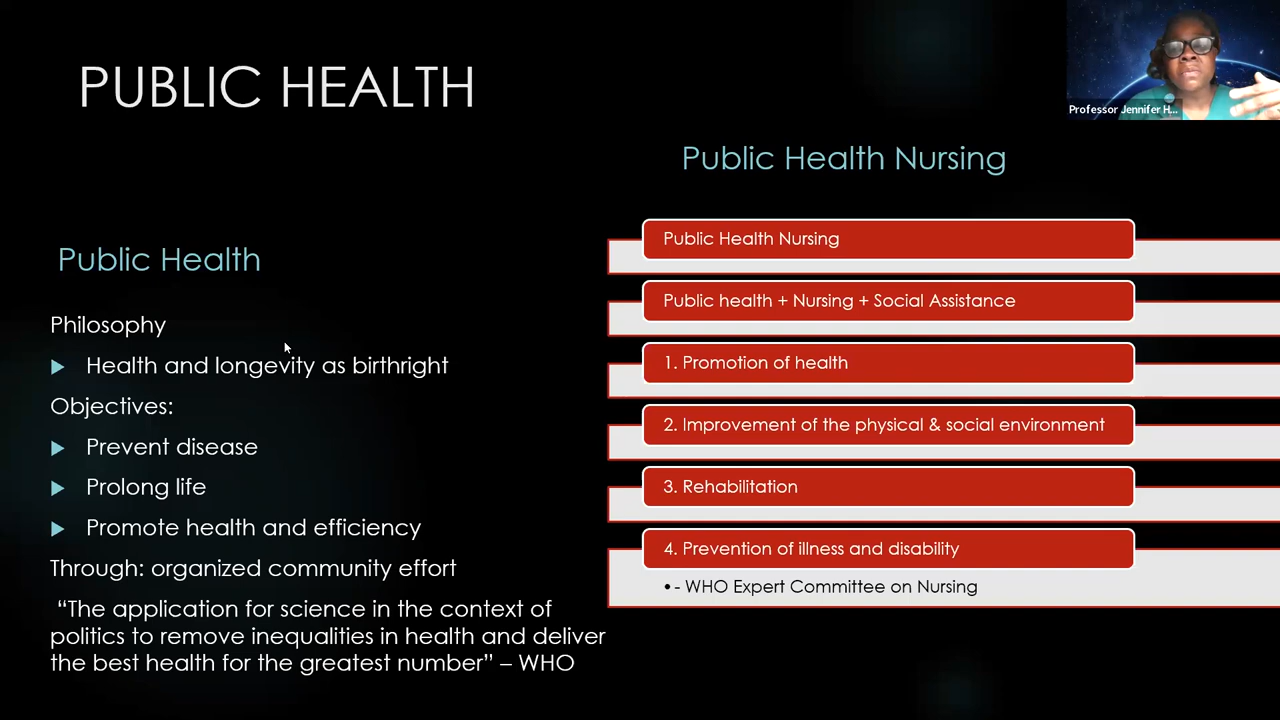 PUBLIC HEALTH
Professor Jennifer H...
Public Health
Philosophy
Health and longevity as birthright
Objectives:
Prevent disease
Prolong life
Promote health and efficiency
Through: organized community effort
“The application for science in the context of
politics to remove inequalities in health and deliver
the best health for the greatest number” – WHO
Public Health Nursing
Public Health Nursing
Public health + Nursing + Social Assistance
1. Promotion of health
2. Improvement of the physical & social environment
3. Rehabilitation
4. Prevention of illness and disability
• - WHO Expert Committee on Nursing